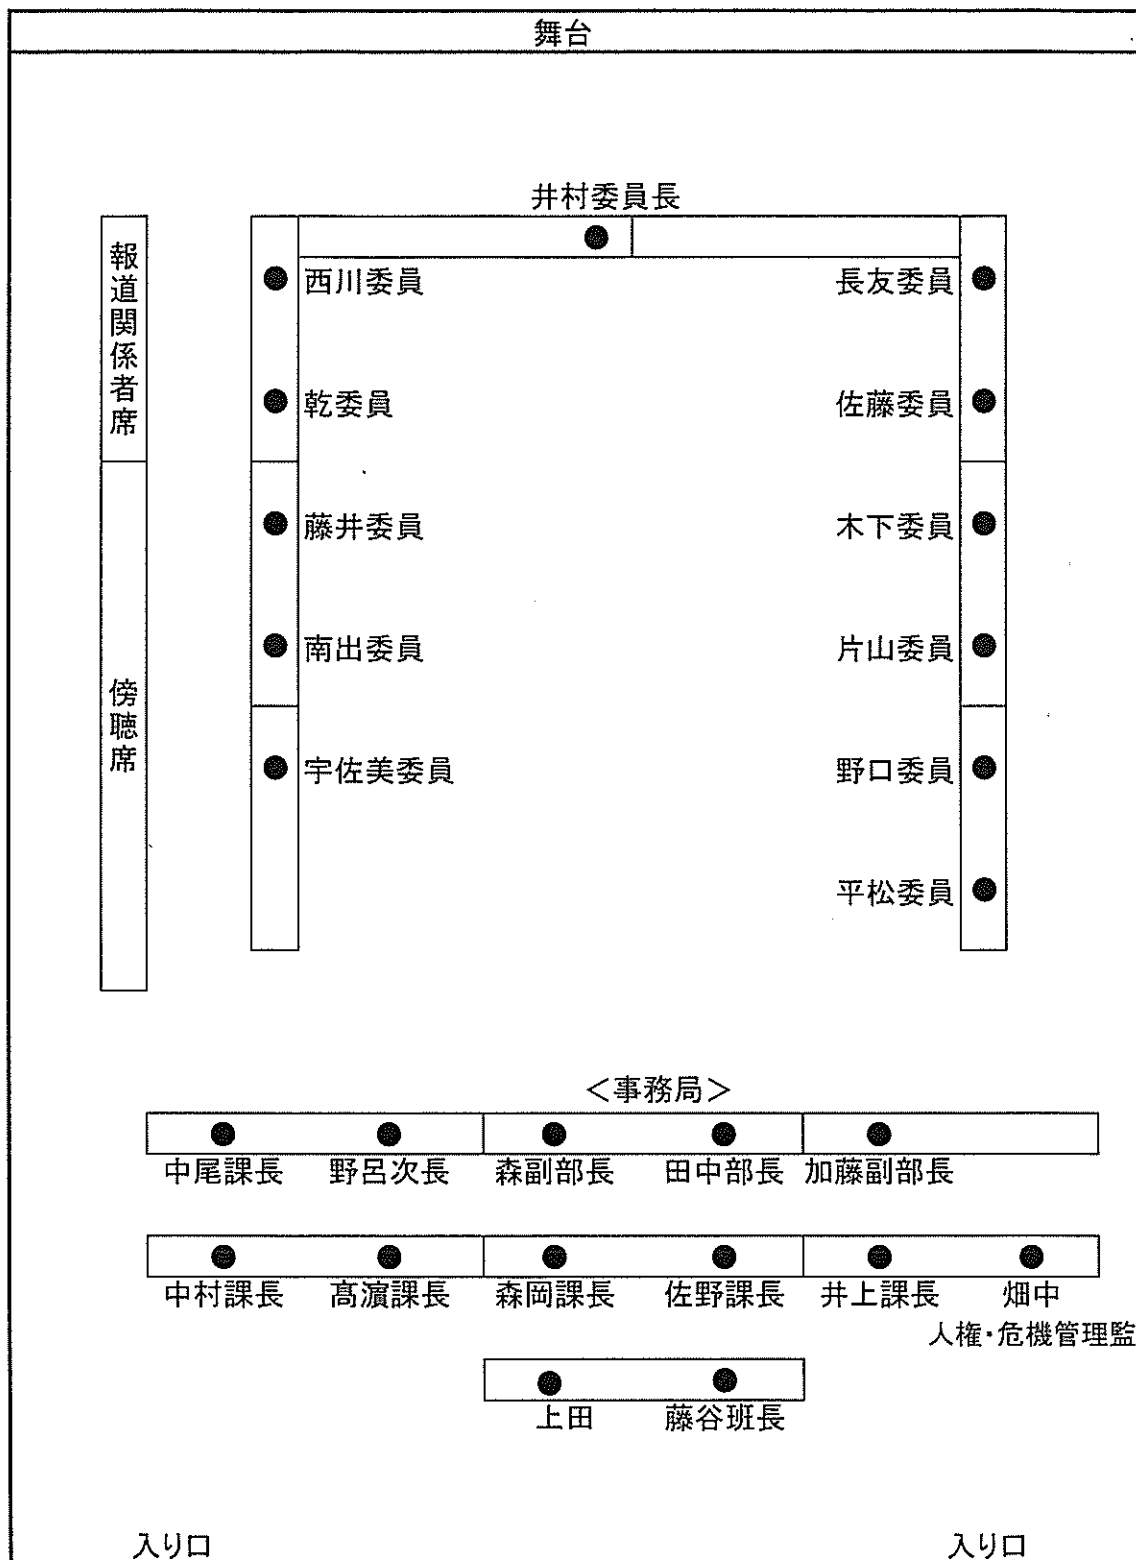 舞台
井村委員長
報道関係者席
西川委員
長友委員
乾委員
佐藤委員
藤井委員
木下委員
傍聴席
南出委員
片山委員
宇佐美委員
野口委員
平松委員
＜事務局＞
中尾課長 野呂次長 森副部長 田中部長 加藤副部長
中村課長 髙濵課長 森岡課長 佐野課長 井上課長 畑中
人権・危機管理監
上田 藤谷班長
入り口 入り口